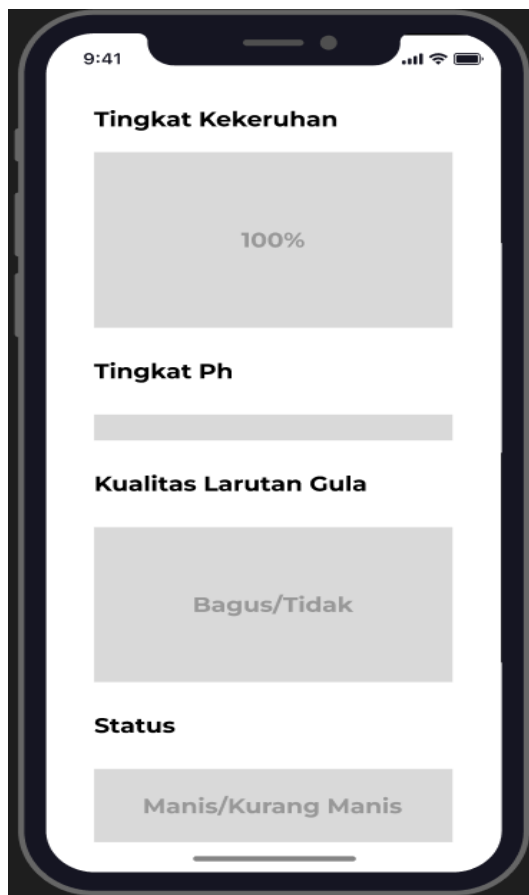 9:41
Tingkat Kekeruhan
100%
Tingkat Ph
Kualitas Larutan Gula
Bagus/Tidak
Status
Manis/Kurang Manis